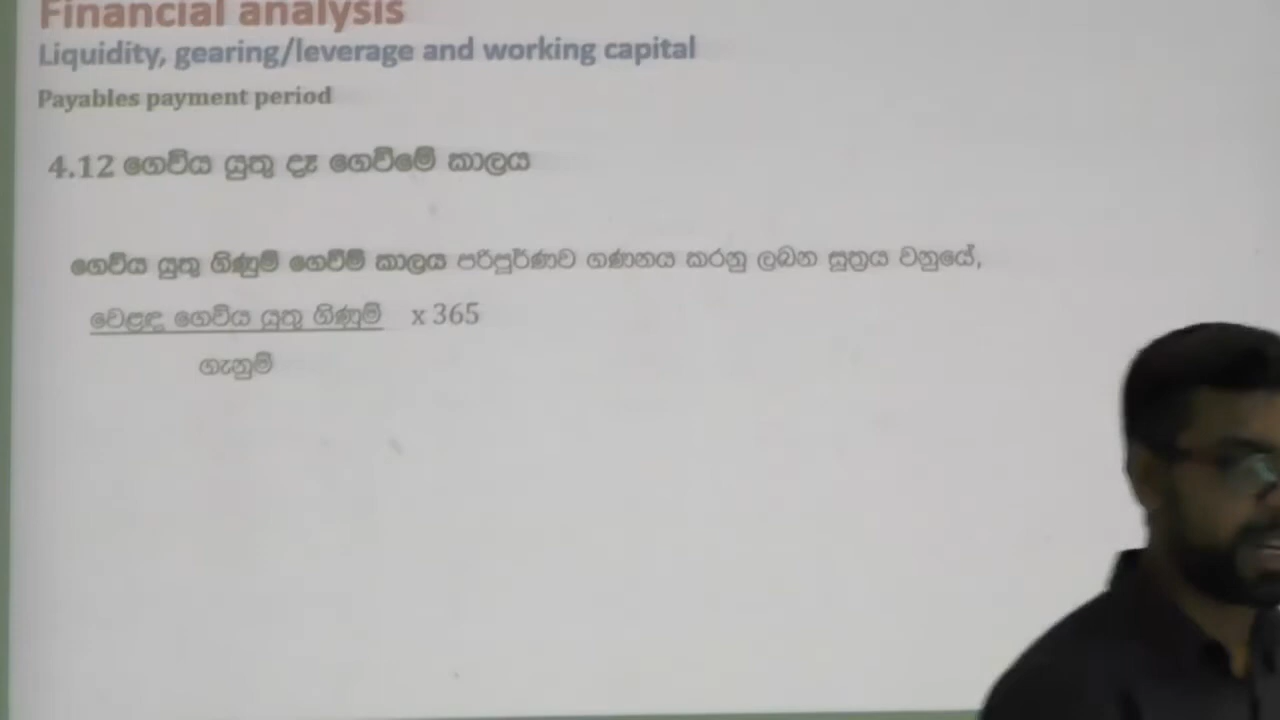 Financial analysis
Liquidity, gearing/leverage and working capital
Payables payment period
4.12 ගෙවිය යුතු දෑ ගෙවීමේ කාලය
ගෙවිය යුතු ගිණුම් ගෙවීම් කාලය පරිපූර්ණව ගණනය කරනු ලබන සූත්‍රය වනුයේ,
වෙළඳ ගෙවිය යුතු ගිණුම් x 365
ගැනුම්